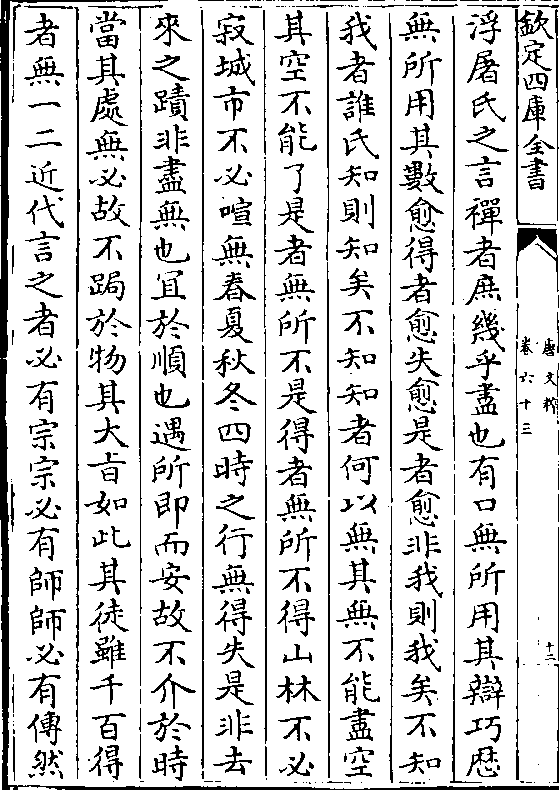 欽定四庫全書
唐文粹
卷六十三
十二
浮屠氏之言禪者庶幾乎盡也有口無所用其辯巧歴
無所用其數愈得者愈失愈是者愈非我則我矣不知
我者誰氏知則知矣不知知者何以無其無不能盡空
其空不能了是者無所不是得者無所不得山林不必
寂城市不必喧無春夏秋冬四時之行無得失是非去
來之蹟非盡無也冝於順也遇所即而安故不介於時
當其處無必故不跼於物其大㫖如此其徒雖千百得
者無一二近代言之者必有宗宗必有師師必有傳然